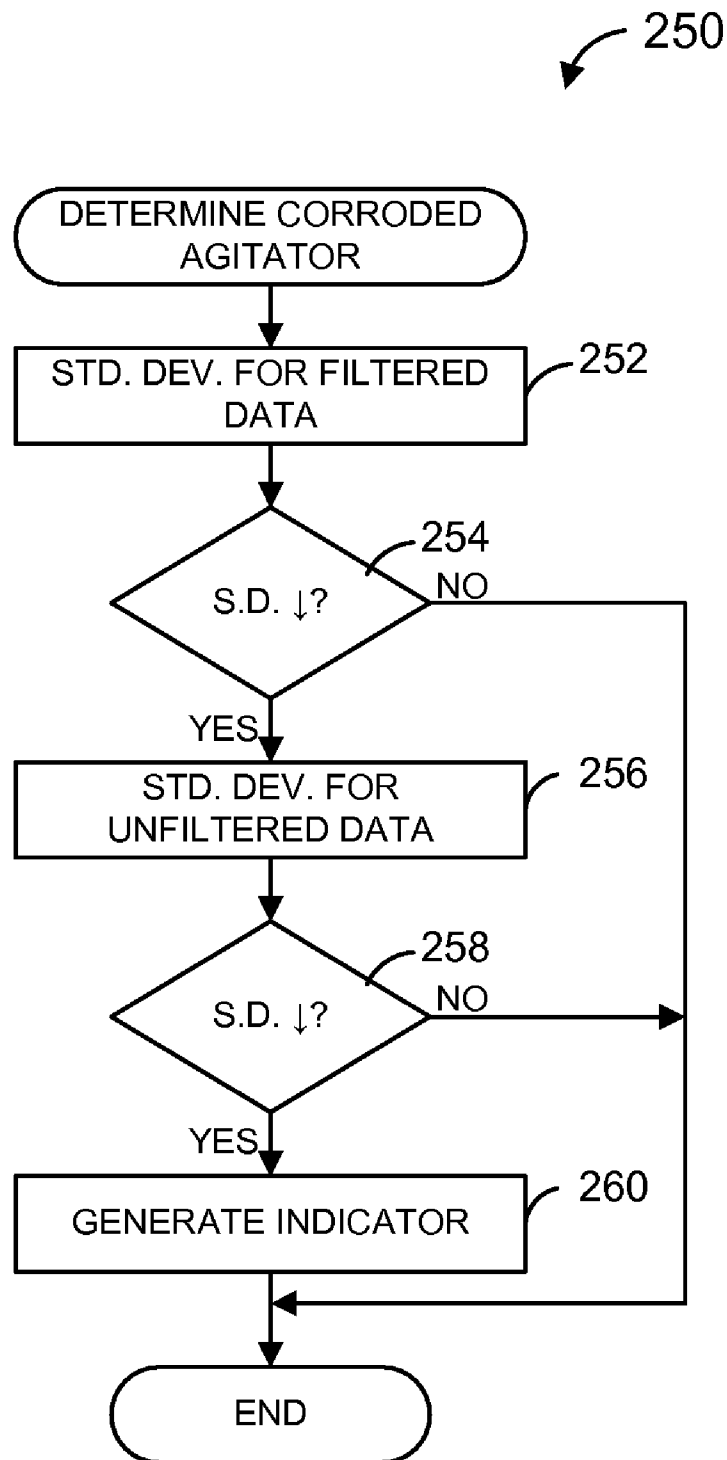 250
DETERMINE CORRODED
AGITATOR
STD. DEV. FOR FILTERED
DATA
252
254
S.D. ↓?
NO
YES
STD. DEV. FOR
UNFILTERED DATA
256
258
S.D. ↓?
NO
YES
GENERATE INDICATOR
260
END